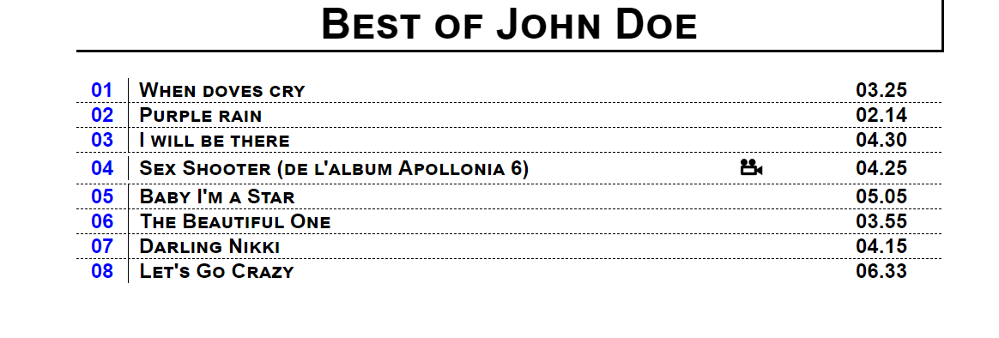 Best of John Doe
01 When doves cry 03.25
02 Purple rain 02.14
03 I will be there 04.30
04 Sex Shooter (de l'album Apollonia 6) 04.25
05 Baby I'm a Star 05.05
06 The Beautiful One 03.55
07 Darling Nikki 04.15
08 Let's Go Crazy 06.33